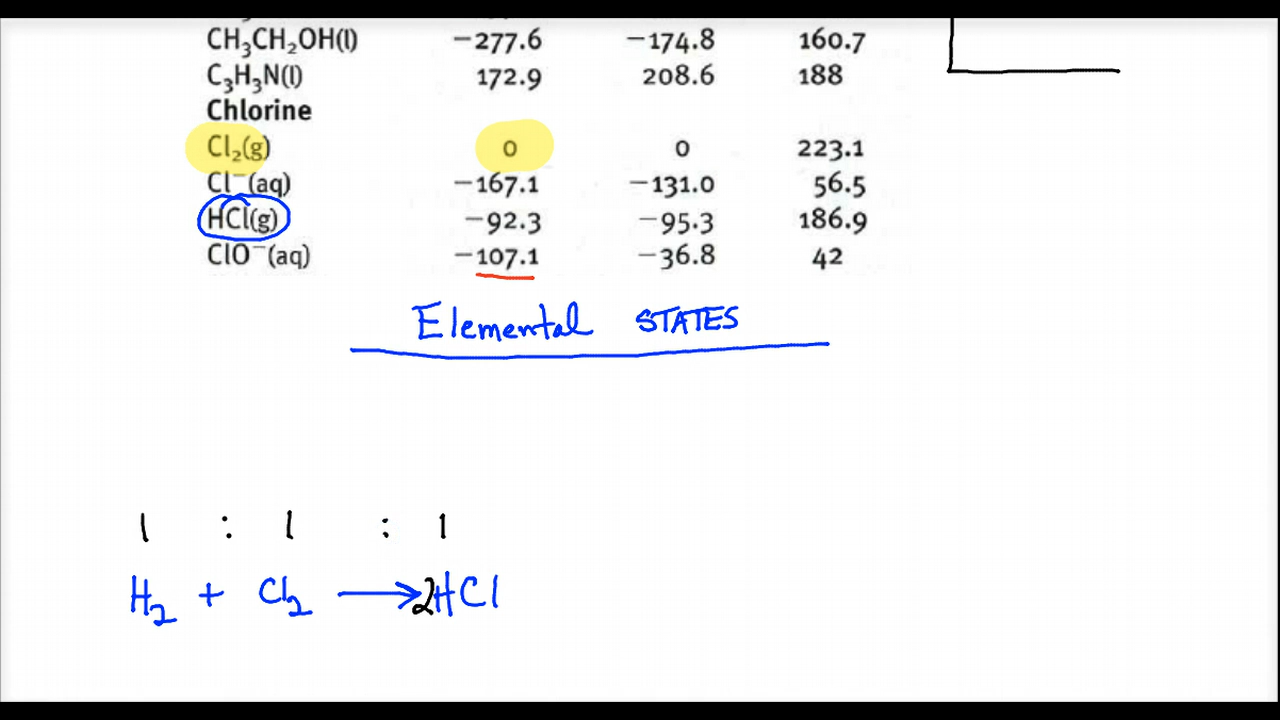 CH₃CH₂OH(l) −277.6 −174.8 160.7
C₃H₃N(l) 172.9 208.6 188
Chlorine
Cl₂(g) 0 0 223.1
Cl⁻(aq) −167.1 −131.0 56.5
HCl(g) −92.3 −95.3 186.9
ClO⁻(aq) −107.1 −36.8 42
Elemental STATES
1 : 1 : 1
H₂ + Cl₂ ⟶ 2HCl